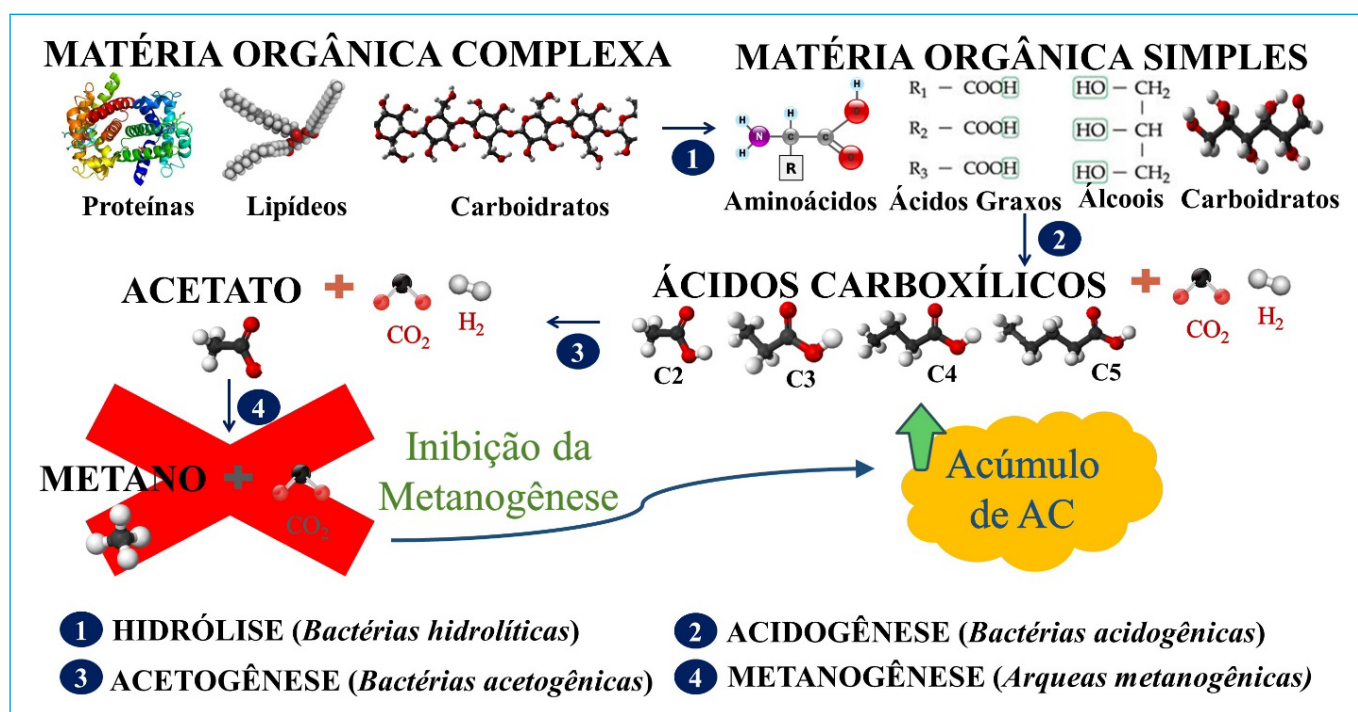 MATÉRIA ORGÂNICA COMPLEXA
Proteínas
Lipídeos
Carboidratos
1
MATÉRIA ORGÂNICA SIMPLES
H
H
O
N
C
C
H
R
O
R₁ — COOH
R₂ — COOH
R₃ — COOH
HO — CH₂
HO — CH
HO — CH₂
Aminoácidos
Ácidos Graxos
Álcoois
Carboidratos
2
ÁCIDOS CARBOXÍLICOS +
CO₂
H₂
C2
C3
C4
C5
3
ACETATO +
CO₂
H₂
4
METANO +
CO₂
Inibição da
Metanogênese
Acúmulo
de AC
1 HIDRÓLISE (Bactérias hidrolíticas)
2 ACIDOGÊNESE (Bactérias acidogênicas)
3 ACETOGÊNESE (Bactérias acetogênicas)
4 METANOGÊNESE (Arqueas metanogênicas)